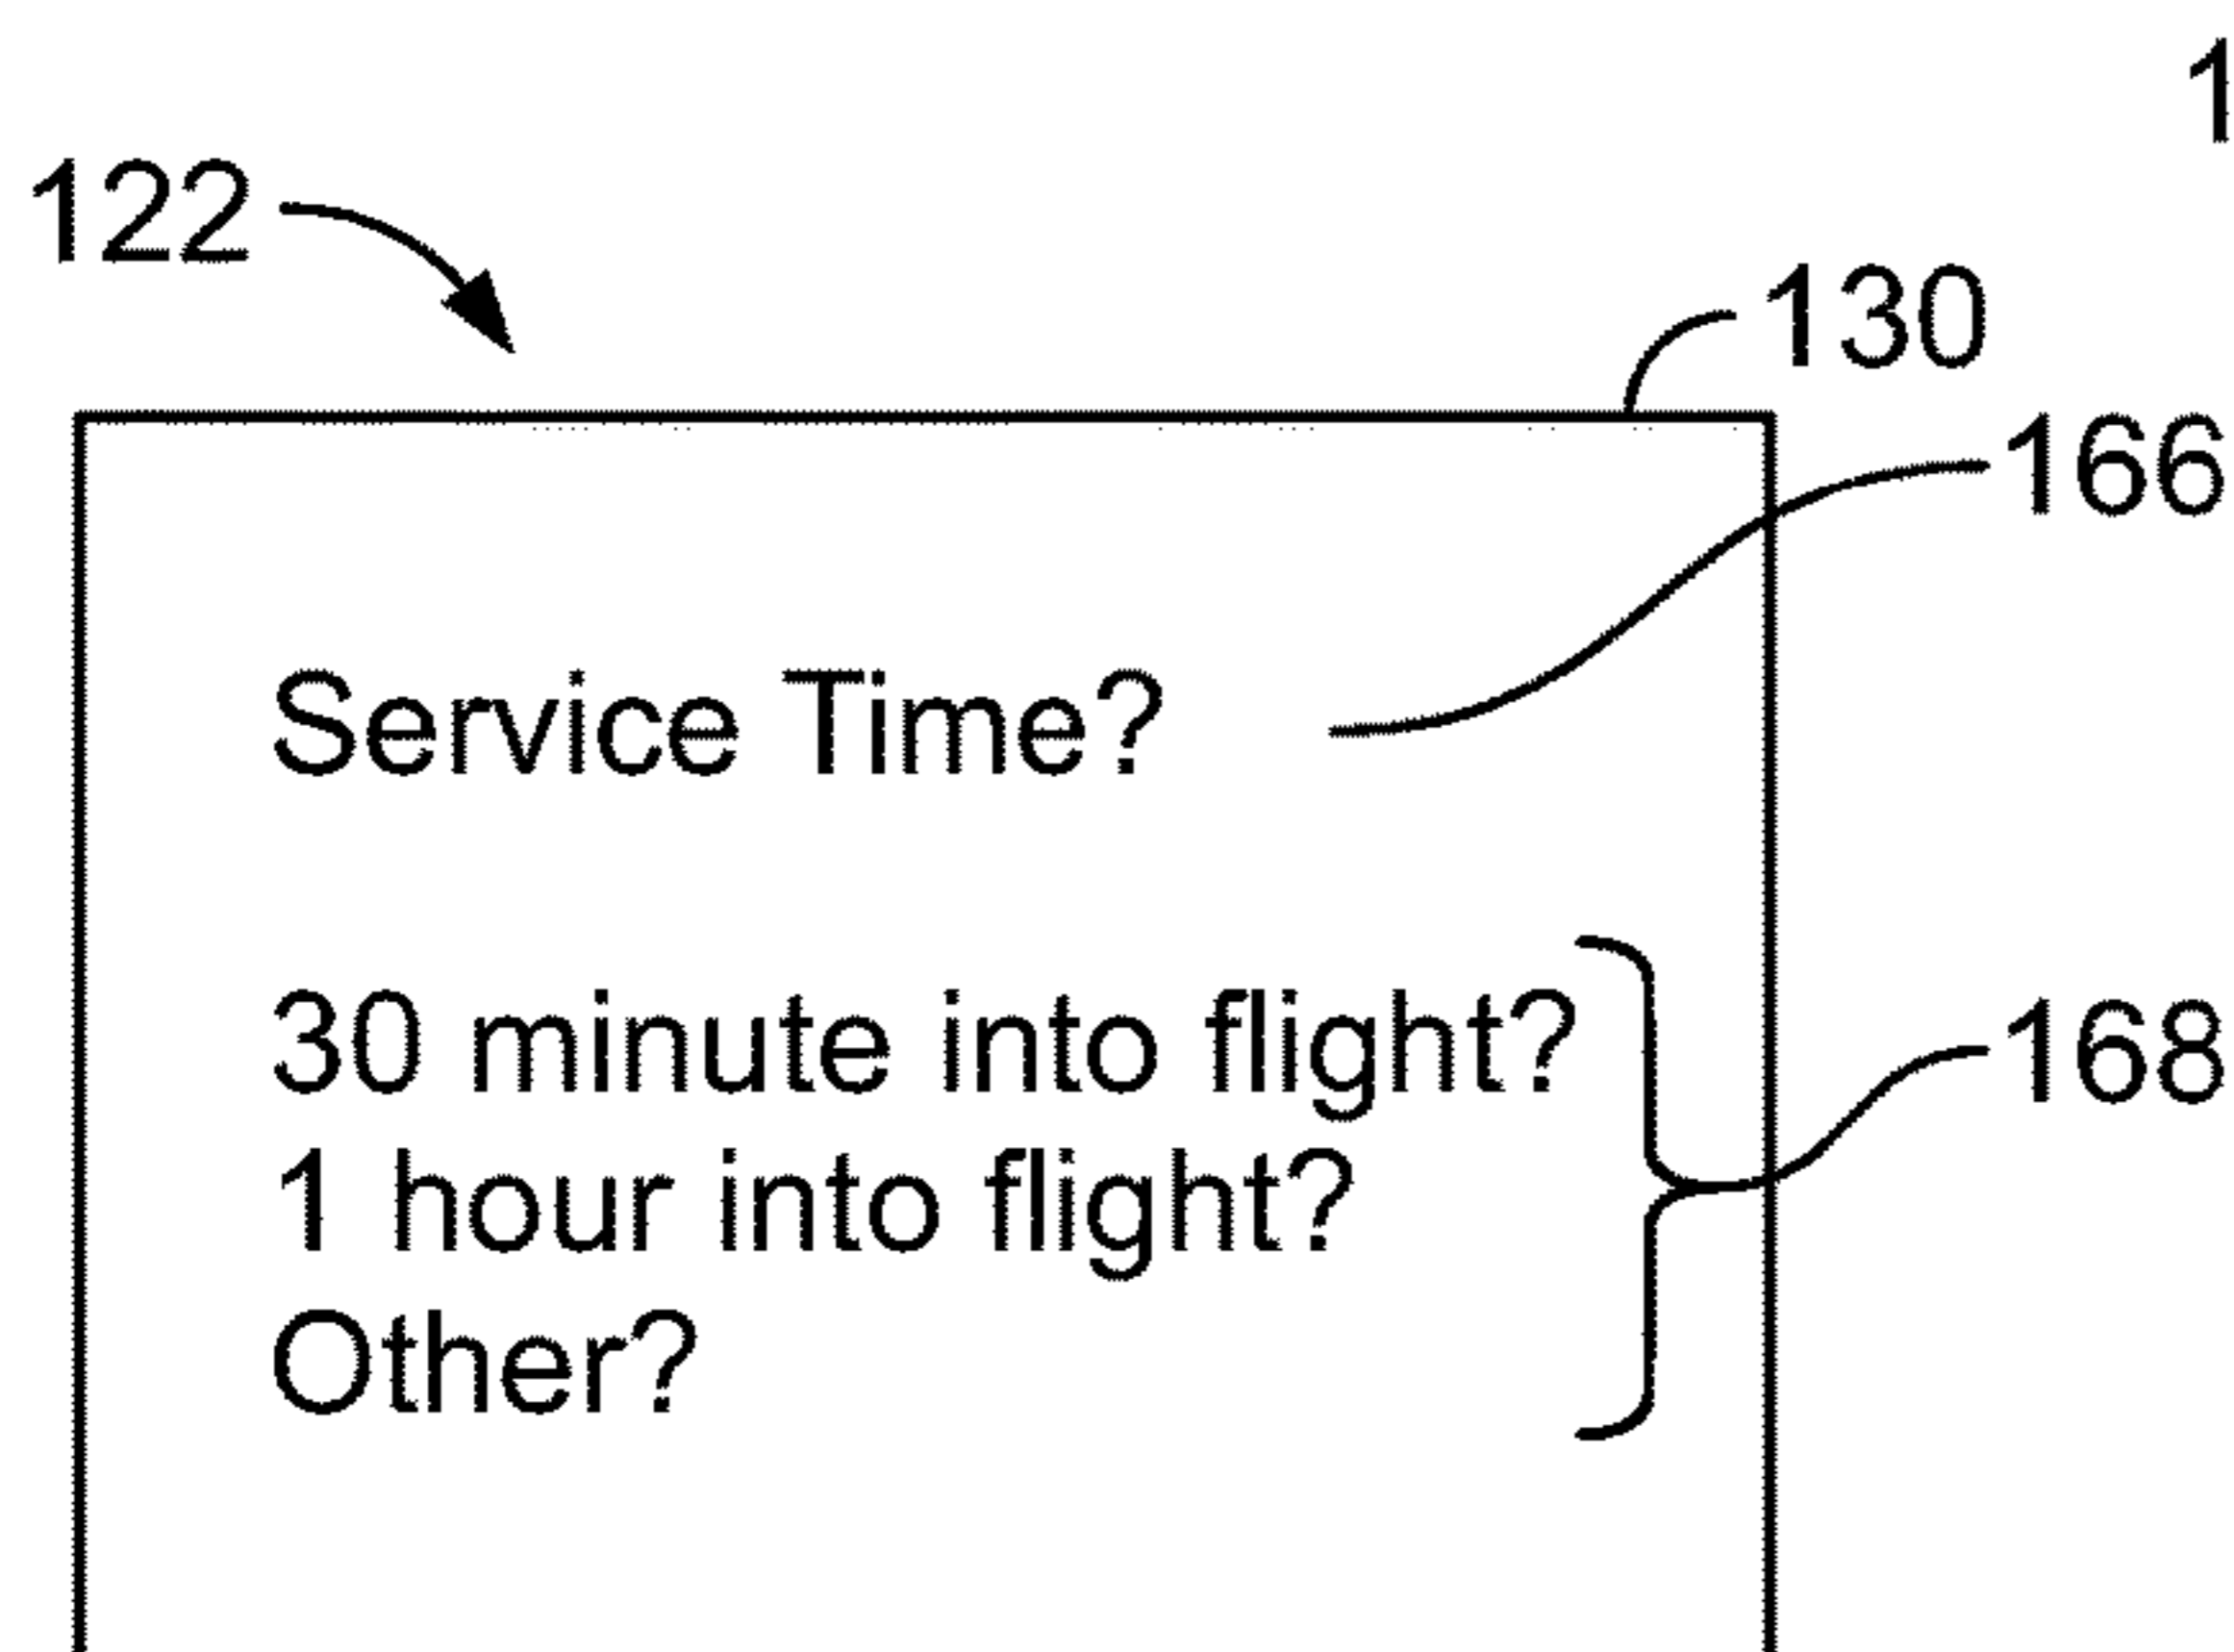 1
122
130
166
Service Time?
30 minute into flight?
168
1 hour into flight?
Other?